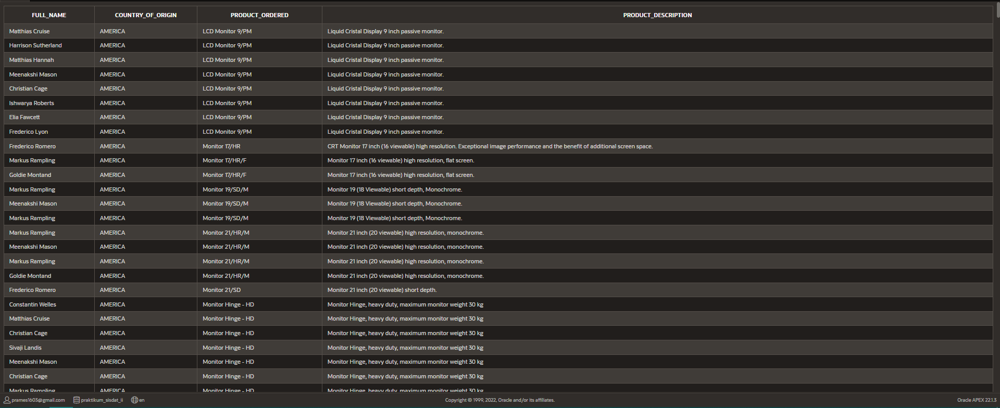 FULL_NAME COUNTRY_OF_ORIGIN PRODUCT_ORDERED PRODUCT_DESCRIPTION
Matthias Cruise AMERICA LCD Monitor 9/PM Liquid Cristal Display 9 inch passive monitor.
Harrison Sutherland AMERICA LCD Monitor 9/PM Liquid Cristal Display 9 inch passive monitor.
Matthias Hannah AMERICA LCD Monitor 9/PM Liquid Cristal Display 9 inch passive monitor.
Meenakshi Mason AMERICA LCD Monitor 9/PM Liquid Cristal Display 9 inch passive monitor.
Christian Cage AMERICA LCD Monitor 9/PM Liquid Cristal Display 9 inch passive monitor.
Ishwarya Roberts AMERICA LCD Monitor 9/PM Liquid Cristal Display 9 inch passive monitor.
Elia Fawcett AMERICA LCD Monitor 9/PM Liquid Cristal Display 9 inch passive monitor.
Frederico Lyon AMERICA LCD Monitor 9/PM Liquid Cristal Display 9 inch passive monitor.
Frederico Romero AMERICA Monitor 17/HR CRT Monitor 17 inch (16 viewable) high resolution. Exceptional image performance and the benefit of additional screen space.
Markus Rampling AMERICA Monitor 17/HR/F Monitor 17 inch (16 viewable) high resolution, flat screen.
Goldie Montand AMERICA Monitor 17/HR/F Monitor 17 inch (16 viewable) high resolution, flat screen.
Markus Rampling AMERICA Monitor 19/SD/M Monitor 19 (18 Viewable) short depth, Monochrome.
Meenakshi Mason AMERICA Monitor 19/SD/M Monitor 19 (18 Viewable) short depth, Monochrome.
Markus Rampling AMERICA Monitor 19/SD/M Monitor 19 (18 Viewable) short depth, Monochrome.
Markus Rampling AMERICA Monitor 21/HR/M Monitor 21 inch (20 viewable) high resolution, monochrome.
Meenakshi Mason AMERICA Monitor 21/HR/M Monitor 21 inch (20 viewable) high resolution, monochrome.
Markus Rampling AMERICA Monitor 21/HR/M Monitor 21 inch (20 viewable) high resolution, monochrome.
Goldie Montand AMERICA Monitor 21/HR/M Monitor 21 inch (20 viewable) high resolution, monochrome.
Frederico Romero AMERICA Monitor 21/SD Monitor 21 inch (20 viewable) short depth.
Constantin Welles AMERICA Monitor Hinge - HD Monitor Hinge, heavy duty, maximum monitor weight 30 kg
Matthias Cruise AMERICA Monitor Hinge - HD Monitor Hinge, heavy duty, maximum monitor weight 30 kg
Christian Cage AMERICA Monitor Hinge - HD Monitor Hinge, heavy duty, maximum monitor weight 30 kg
Sivaji Landis AMERICA Monitor Hinge - HD Monitor Hinge, heavy duty, maximum monitor weight 30 kg
Meenakshi Mason AMERICA Monitor Hinge - HD Monitor Hinge, heavy duty, maximum monitor weight 30 kg
Christian Cage AMERICA Monitor Hinge - HD Monitor Hinge, heavy duty, maximum monitor weight 30 kg
Markus Rampling AMERICA Monitor Hinge - HD Monitor Hinge, heavy duty, maximum monitor weight 30 kg
prames1603@gmail.com praktikum_sisdat_ii en Copyright © 1999, 2022, Oracle and/or its affiliates. Oracle APEX 22.1.3